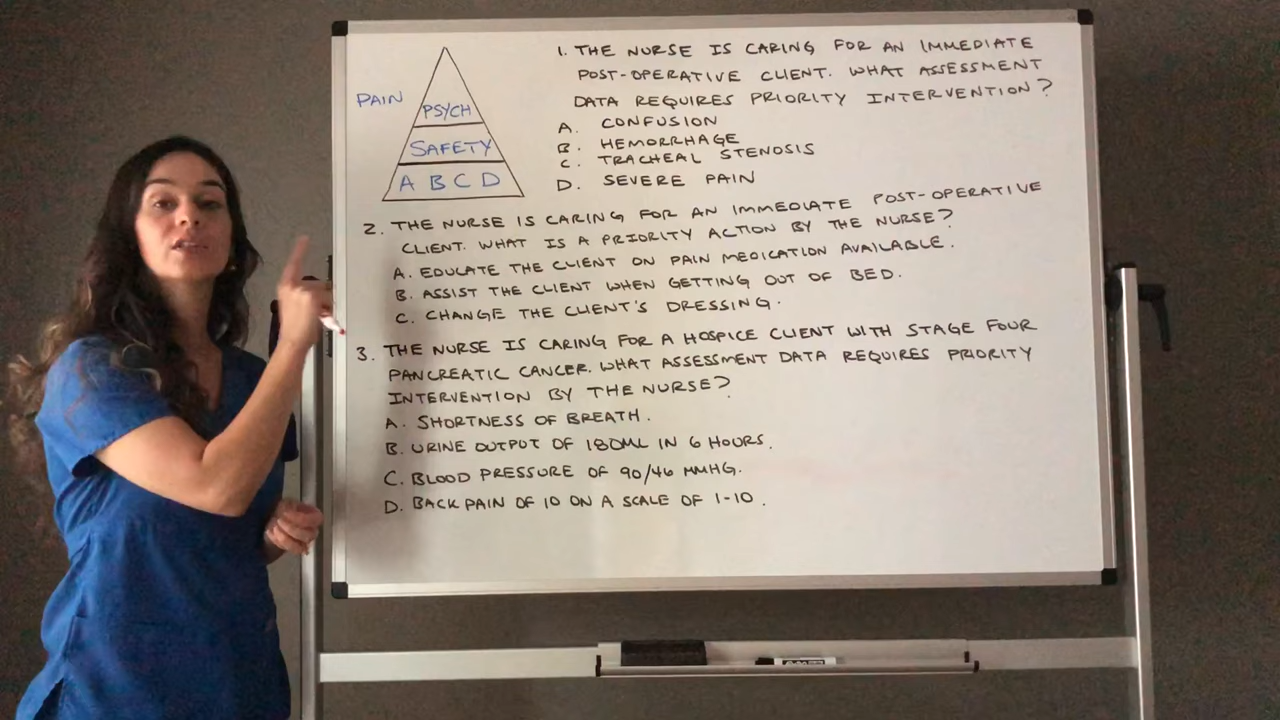 PAIN
PSYCH
SAFETY
A B C D
1. THE NURSE IS CARING FOR AN IMMEDIATE
POST-OPERATIVE CLIENT. WHAT ASSESSMENT
DATA REQUIRES PRIORITY INTERVENTION?
A. CONFUSION
B. HEMORRHAGE
C. TRACHEAL STENOSIS
D. SEVERE PAIN
2. THE NURSE IS CARING FOR AN IMMEDIATE POST-OPERATIVE
CLIENT. WHAT IS A PRIORITY ACTION BY THE NURSE?
A. EDUCATE THE CLIENT ON PAIN MEDICATION AVAILABLE.
B. ASSIST THE CLIENT WHEN GETTING OUT OF BED.
C. CHANGE THE CLIENT'S DRESSING.
3. THE NURSE IS CARING FOR A HOSPICE CLIENT WITH STAGE FOUR
PANCREATIC CANCER. WHAT ASSESSMENT DATA REQUIRES PRIORITY
INTERVENTION BY THE NURSE?
A. SHORTNESS OF BREATH.
B. URINE OUTPUT OF 180ML IN 6 HOURS.
C. BLOOD PRESSURE OF 90/46 MMHG.
D. BACK PAIN OF 10 ON A SCALE OF 1-10.